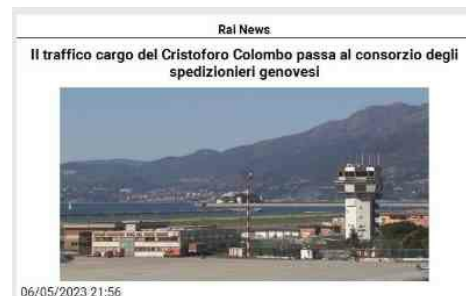 Rai News
Il traffico cargo del Cristoforo Colombo passa al consorzio degli
spedizionieri genovesi
06/05/2023 21:56